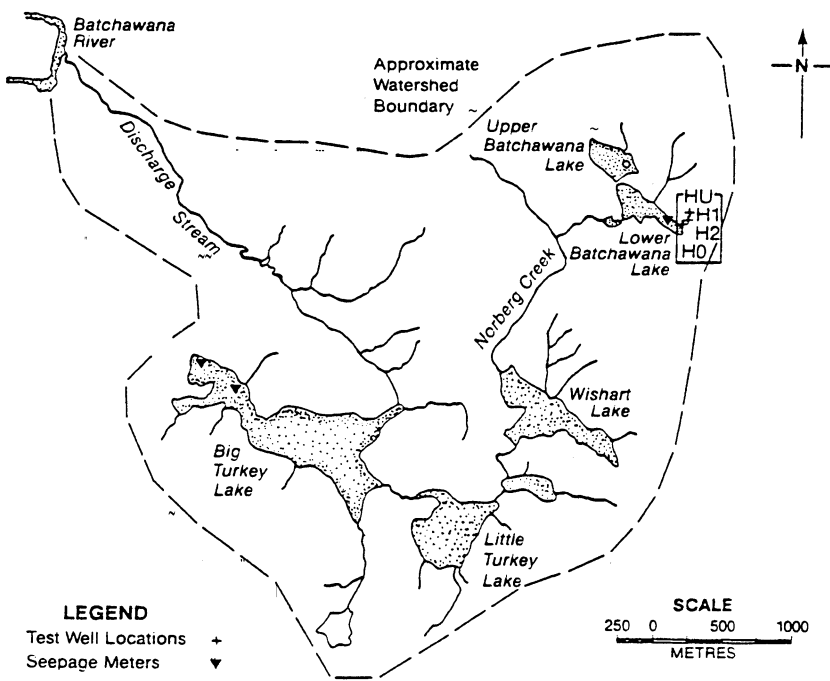 Batchawana
River
Approximate
Watershed
Boundary
N
Upper
Batchawana
Lake
Discharge
Stream
HU
H1
H2
H0
Lower
Batchawana
Lake
Norberg Creek
Wishart
Lake
Big
Turkey
Lake
Little
Turkey
Lake
LEGEND
Test Well Locations +
Seepage Meters ▼
SCALE
250 0 500 1000
METRES